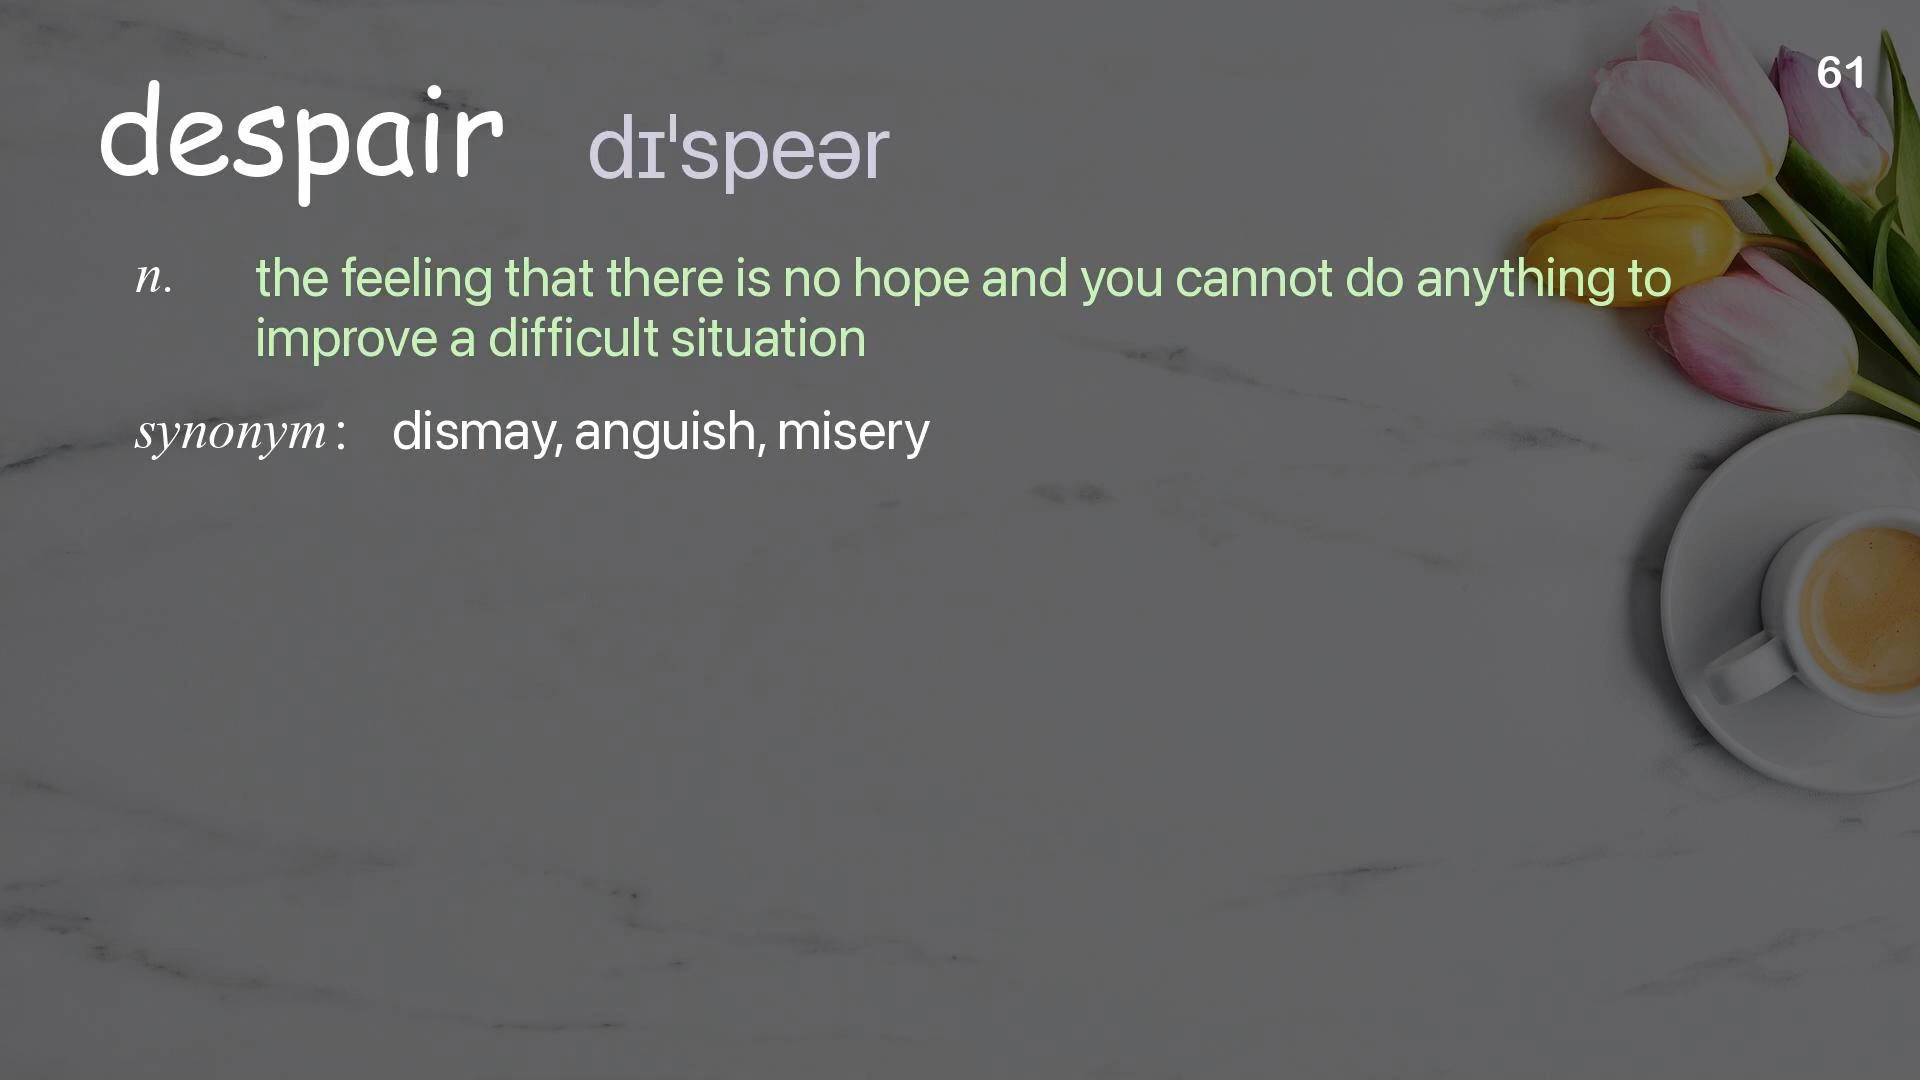 61
despair dɪˈspeər
n. the feeling that there is no hope and you cannot do anything to
improve a difficult situation
synonym : dismay, anguish, misery